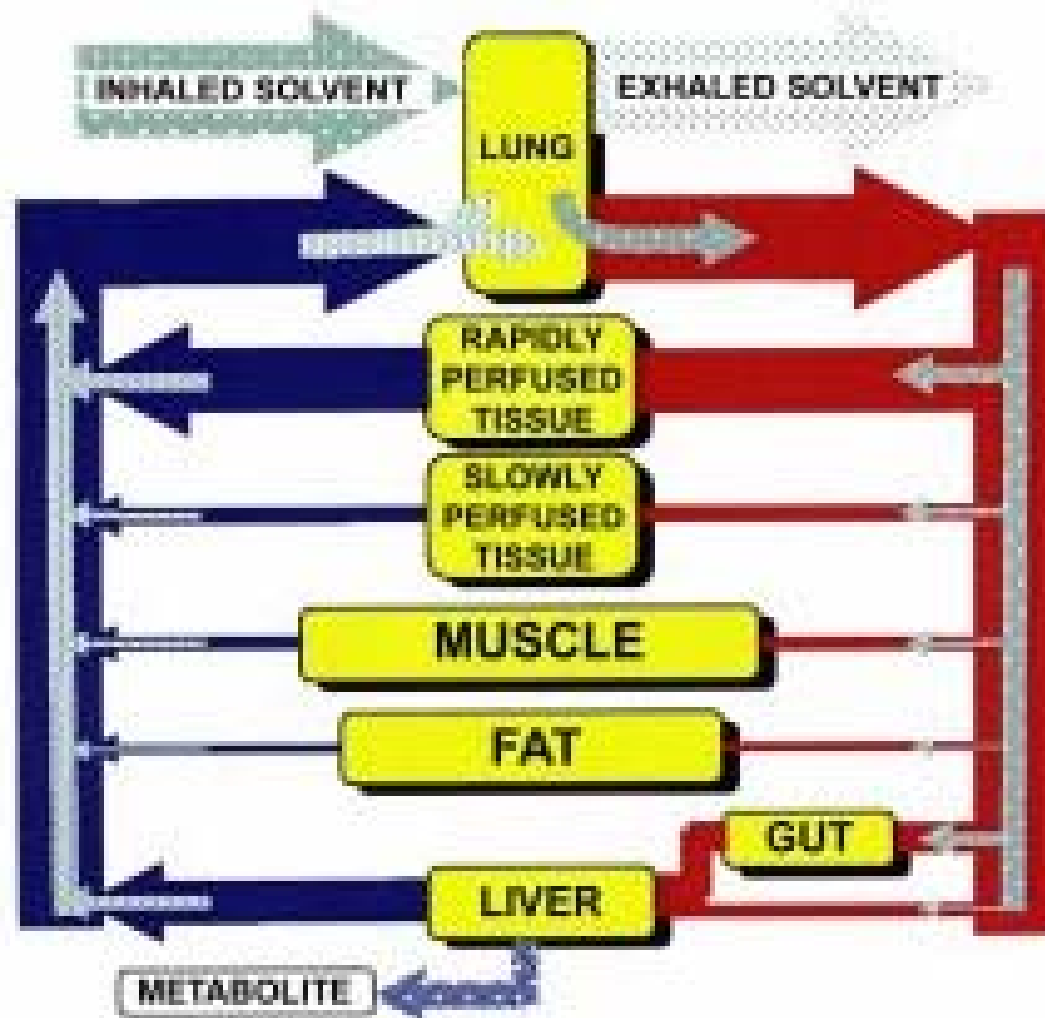 INHALED SOLVENT
EXHALED SOLVENT
LUNG
RAPIDLY
PERFUSED
TISSUE
SLOWLY
PERFUSED
TISSUE
MUSCLE
FAT
GUT
LIVER
METABOLITE